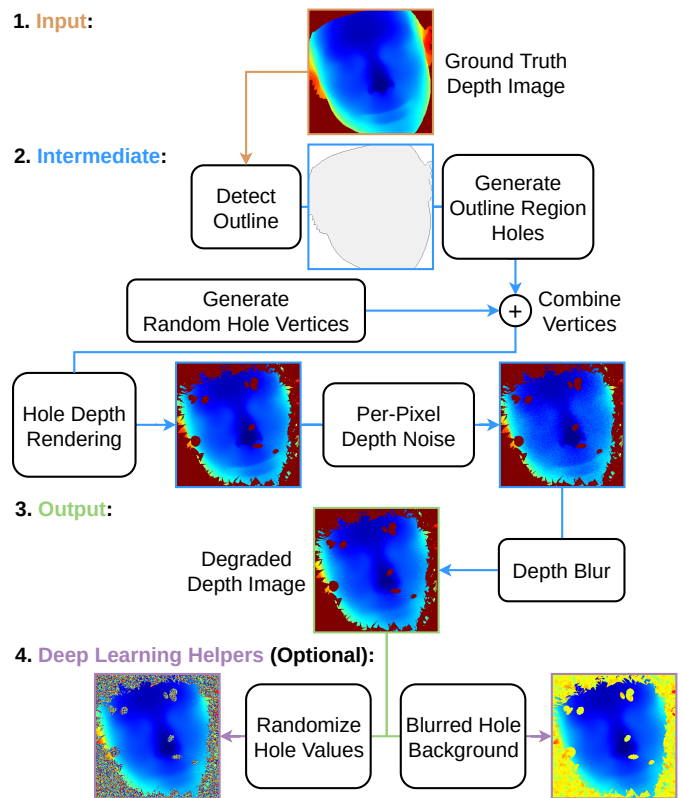 1. Input:
Ground Truth
Depth Image
2. Intermediate:
Detect
Outline
Generate
Outline Region
Holes
Generate
Random Hole Vertices
+
Combine
Vertices
Hole Depth
Rendering
Per-Pixel
Depth Noise
3. Output:
Degraded
Depth Image
Depth Blur
4. Deep Learning Helpers (Optional):
Randomize
Hole Values
Blurred Hole
Background